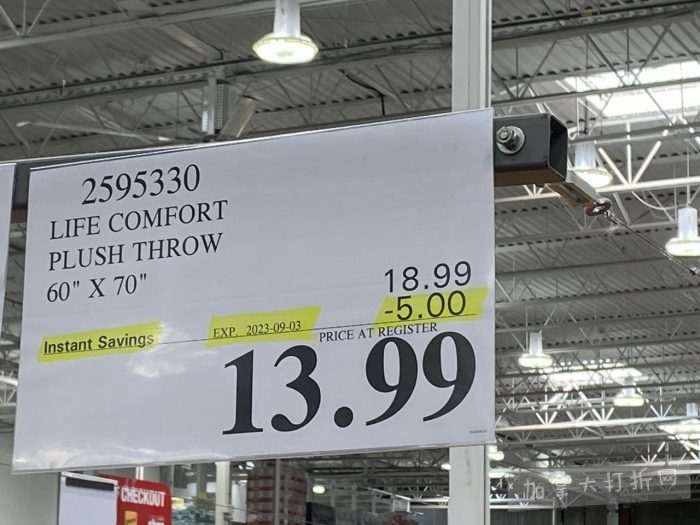 2595330
LIFE COMFORT
PLUSH THROW
60" X 70"
18.99
-5.00
Instant Savings
EXP. 2023-09-03
PRICE AT REGISTER
13.99
CHECKOUT
加拿大打折网